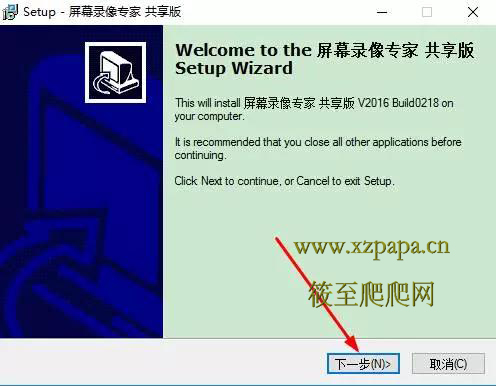 Setup - 屏幕录像专家 共享版
Welcome to the 屏幕录像专家 共享版
Setup Wizard
This will install 屏幕录像专家 共享版 V2016 Build0218 on
your computer.
It is recommended that you close all other applications before
continuing.
Click Next to continue, or Cancel to exit Setup.
www.xzpapa.cn
筱至爬爬网
下一步(N)>
取消(C)